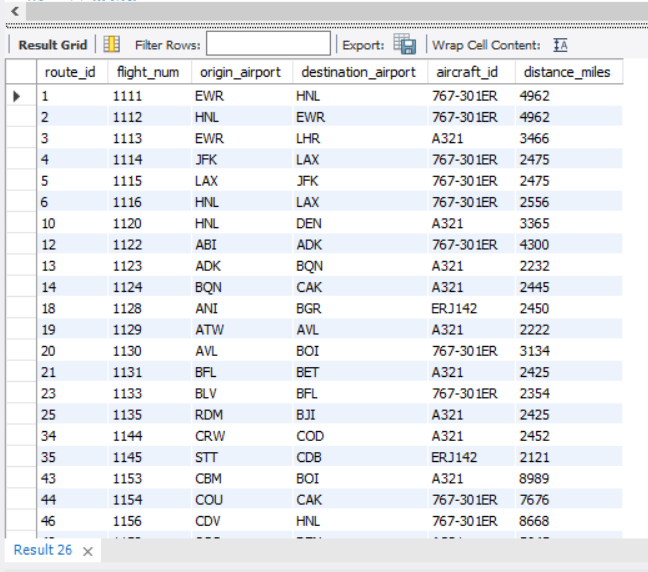 Result Grid Filter Rows: Export: Wrap Cell Content: IA
route_id flight_num origin_airport destination_airport aircraft_id distance_miles
1 1111 EWR HNL 767-301ER 4962
2 1112 HNL EWR 767-301ER 4962
3 1113 EWR LHR A321 3466
4 1114 JFK LAX 767-301ER 2475
5 1115 LAX JFK 767-301ER 2475
6 1116 HNL LAX 767-301ER 2556
10 1120 HNL DEN A321 3365
12 1122 ABI ADK 767-301ER 4300
13 1123 ADK BQN A321 2232
14 1124 BQN CAK A321 2445
18 1128 ANI BGR ERJ142 2450
19 1129 ATW AVL A321 2222
20 1130 AVL BOI 767-301ER 3134
21 1131 BFL BET A321 2425
23 1133 BLV BFL 767-301ER 2354
25 1135 RDM BJI A321 2425
34 1144 CRW COD A321 2452
35 1145 STT CDB ERJ142 2121
43 1153 CBM BOI A321 8989
44 1154 COU CAK 767-301ER 7676
46 1156 CDV HNL 767-301ER 8668
Result 26